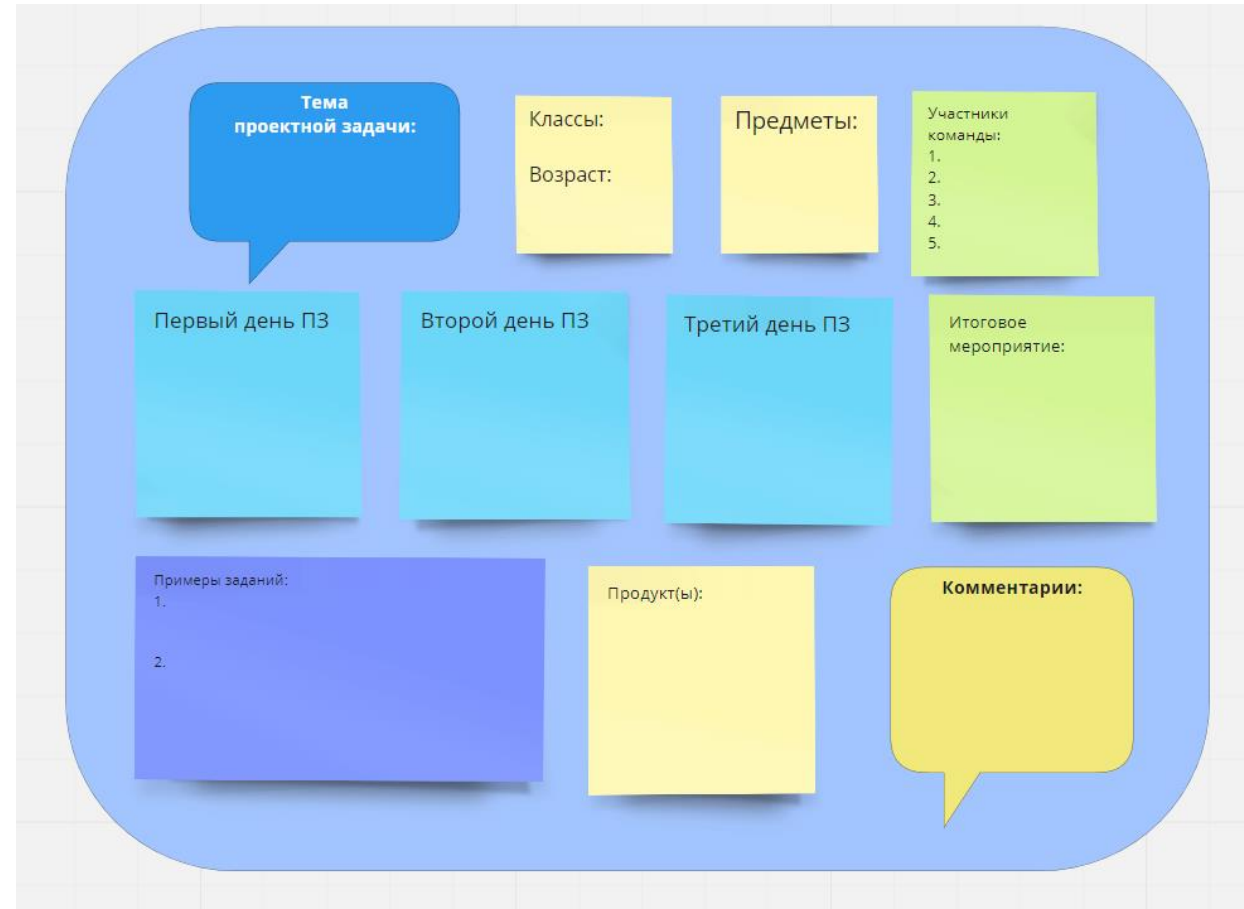 Тема
проектной задачи:
Классы:
Возраст:
Предметы:
Участники
команды:
1.
2.
3.
4.
5.
Первый день ПЗ
Второй день ПЗ
Третий день ПЗ
Итоговое
мероприятие:
Примеры заданий:
1.
2.
Продукт(ы):
Комментарии: